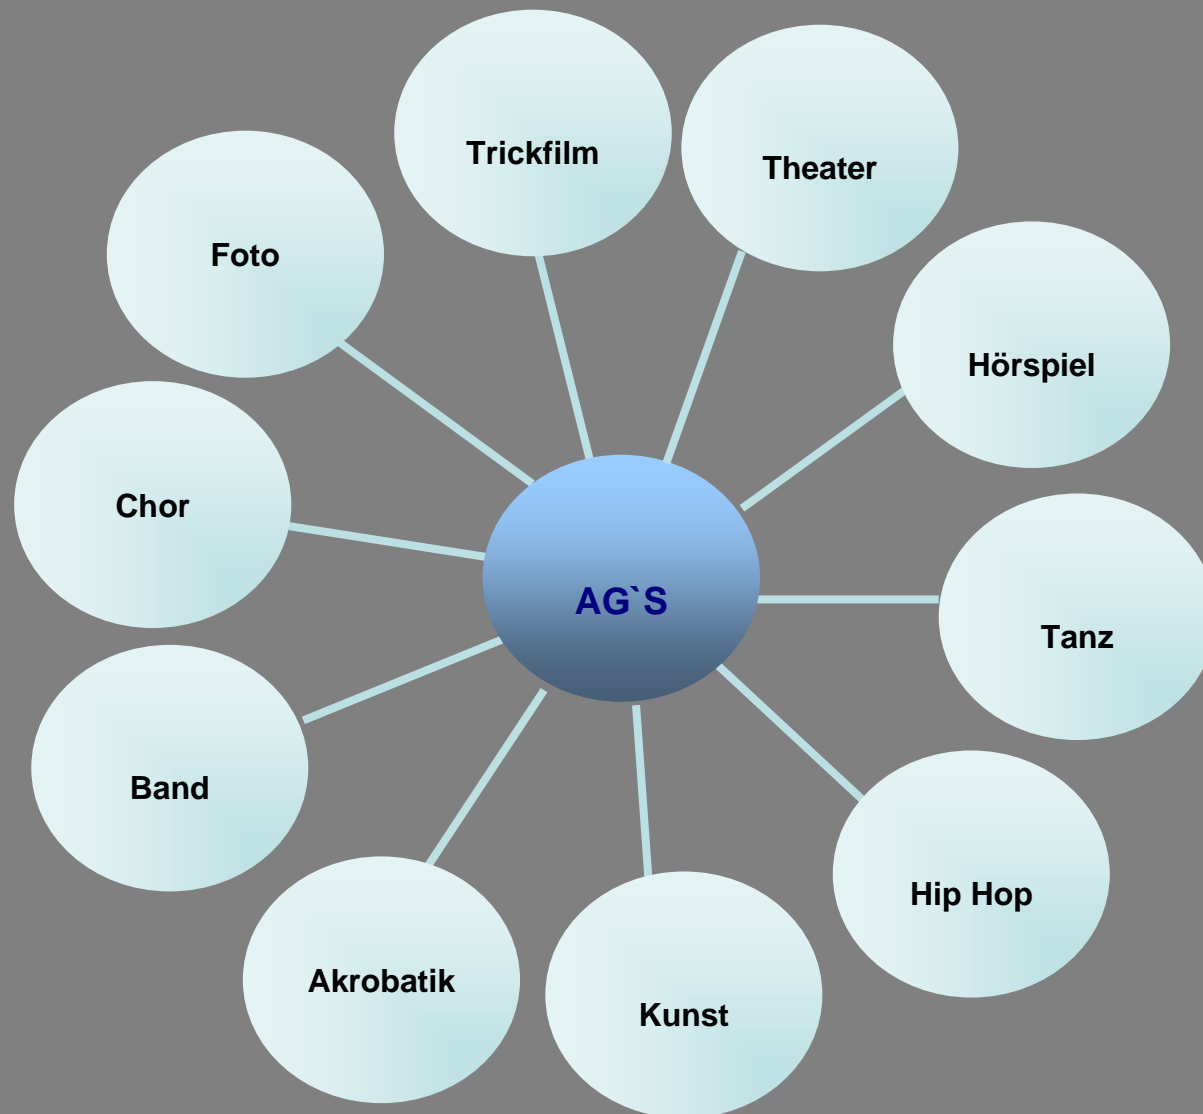 Trickfilm
Theater
Foto
Hörspiel
Chor
AG`S
Tanz
Band
Hip Hop
Akrobatik
Kunst